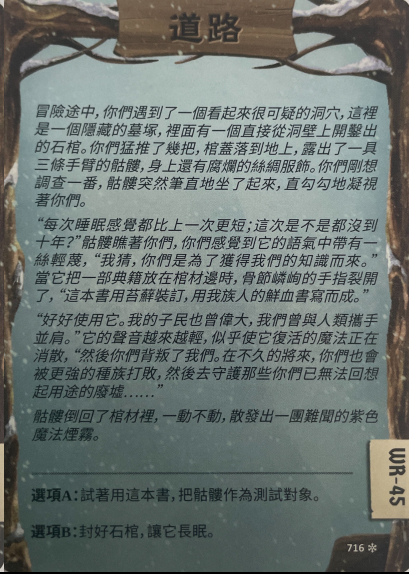 道路
冒險途中，你們遇到了一個看起來很可疑的洞穴，這裡
是一個隱藏的墓塚，裡面有一個直接從洞壁上開鑿出
的石棺。你們猛推了幾把，棺蓋落到地上，露出了一具
三條手臂的骷髏，身上還有腐爛的絲綢服飾。你們剛想
調查一番，骷髏突然筆直地坐了起來，直勾勾地凝視
著你們。
“每次睡眠感覺都比上一次更短；這次是不是都沒到
十年？”骷髏瞧著你們，你們感覺到它的語氣中帶有一
絲輕蔑，“我猜，你們是為了獲得我們的知識而來。”
當它把一部典籍放在棺材邊時，骨節嶙峋的手指裂開
了，“這本書用苔蘚裝訂，用我族人的鮮血書寫而成。”
“好好使用它。我的子民也曾偉大，我們曾與人類攜手
並肩。”它的聲音越來越輕，似乎使它復活的魔法正在
消散，“然後你們背叛了我們。在不久的將來，你們也會
被更強的種族打敗，然後去守護那些你們已無法回想
起用途的廢墟……”
骷髏倒回了棺材裡，一動不動，散發出一團難聞的紫色
魔法煙霧。
選項A：試著用這本書，把骷髏作為測試對象。
選項B：封好石棺，讓它長眠。
WR-45
716